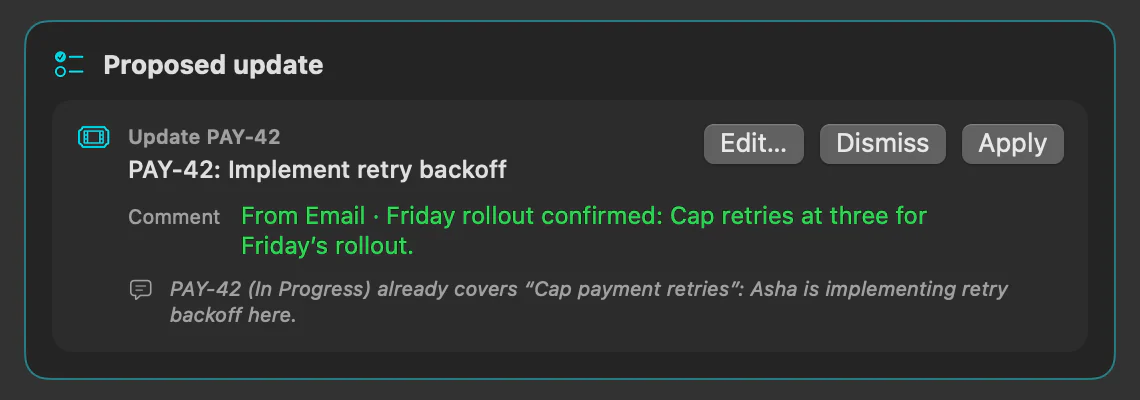 Proposed update
Update PAY-42
Edit...
Dismiss
Apply
PAY-42: Implement retry backoff
Comment
From Email · Friday rollout confirmed: Cap retries at three for
Friday’s rollout.
PAY-42 (In Progress) already covers “Cap payment retries”: Asha is implementing retry
backoff here.